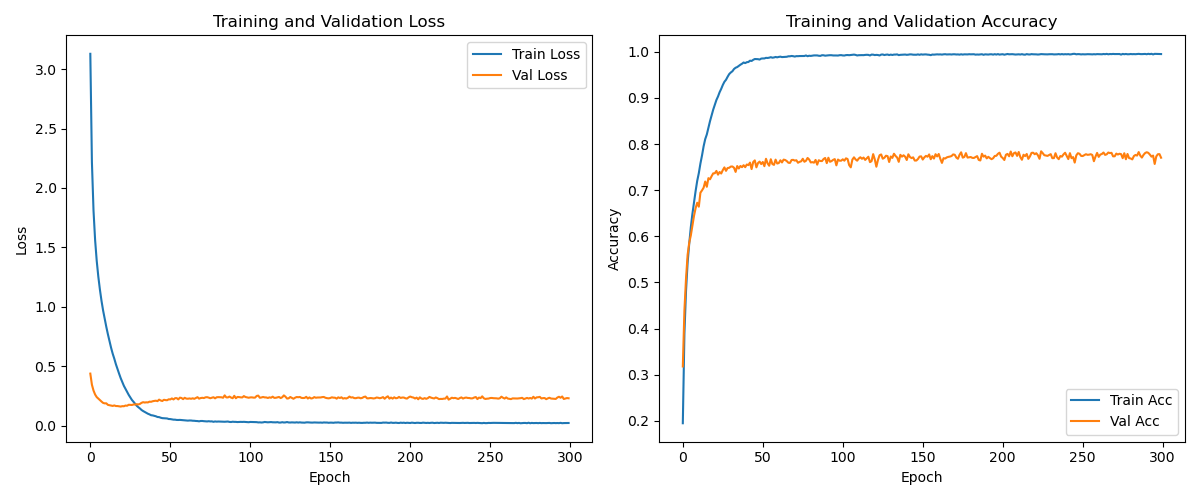 Training and Validation Loss
Train Loss
Val Loss
3.0
2.5
2.0
1.5
1.0
0.5
0.0
Loss
0 50 100 150 200 250 300
Epoch
Training and Validation Accuracy
1.0
0.9
0.8
0.7
0.6
0.5
0.4
0.3
0.2
Accuracy
Train Acc
Val Acc
0 50 100 150 200 250 300
Epoch